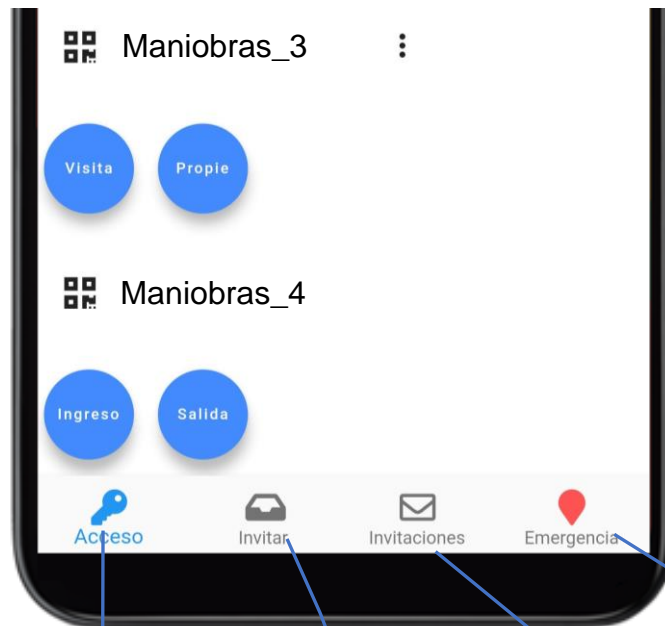 Maniobras_3
Visita Propie
Maniobras_4
Ingreso Salida
Acceso Invitar Invitaciones Emergencia